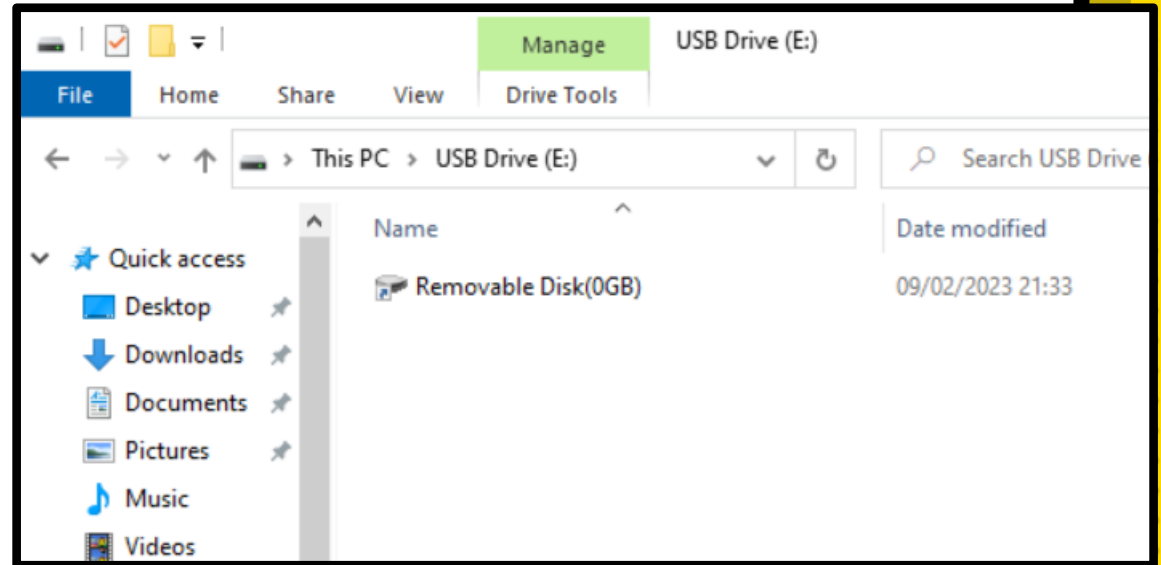 Manage USB Drive (E:)
File Home Share View Drive Tools
This PC > USB Drive (E:) Search USB Drive
Name Date modified
Quick access
Removable Disk(0GB) 09/02/2023 21:33
Desktop
Downloads
Documents
Pictures
Music
Videos